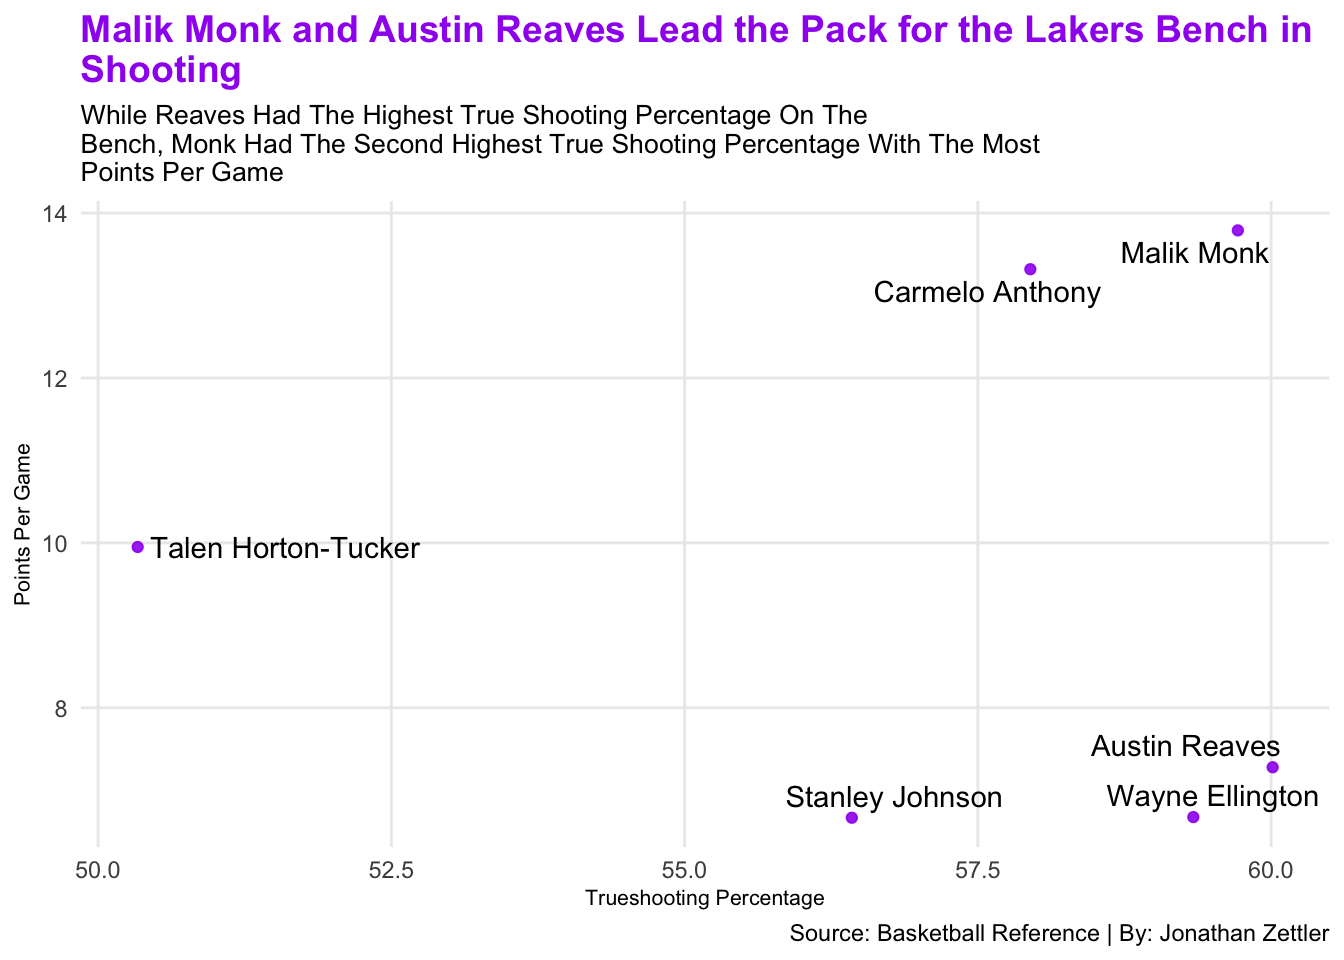 Malik Monk and Austin Reaves Lead the Pack for the Lakers Bench in
Shooting
While Reaves Had The Highest True Shooting Percentage On The
Bench, Monk Had The Second Highest True Shooting Percentage With The Most
Points Per Game
14
Malik Monk
Carmelo Anthony
12
Points Per Game
10
Talen Horton-Tucker
8
Austin Reaves
Stanley Johnson
Wayne Ellington
50.0
52.5
55.0
57.5
60.0
Trueshooting Percentage
Source: Basketball Reference | By: Jonathan Zettler